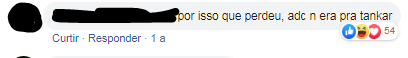 por isso que perdeu, adc n era pra tankar
Curtir · Responder · 1 a
54